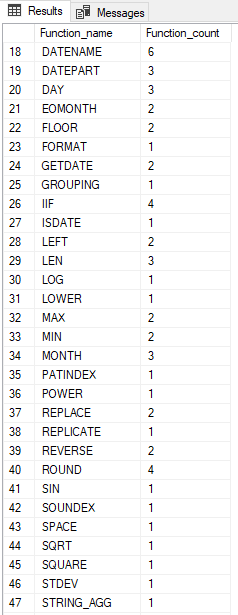 Results Messages
Function_name Function_count
18 DATENAME 6
19 DATEPART 3
20 DAY 3
21 EOMONTH 2
22 FLOOR 2
23 FORMAT 1
24 GETDATE 2
25 GROUPING 1
26 IIF 4
27 ISDATE 1
28 LEFT 2
29 LEN 3
30 LOG 1
31 LOWER 1
32 MAX 2
33 MIN 2
34 MONTH 3
35 PATINDEX 1
36 POWER 1
37 REPLACE 2
38 REPLICATE 1
39 REVERSE 2
40 ROUND 4
41 SIN 1
42 SOUNDEX 1
43 SPACE 1
44 SQRT 1
45 SQUARE 1
46 STDEV 1
47 STRING_AGG 1